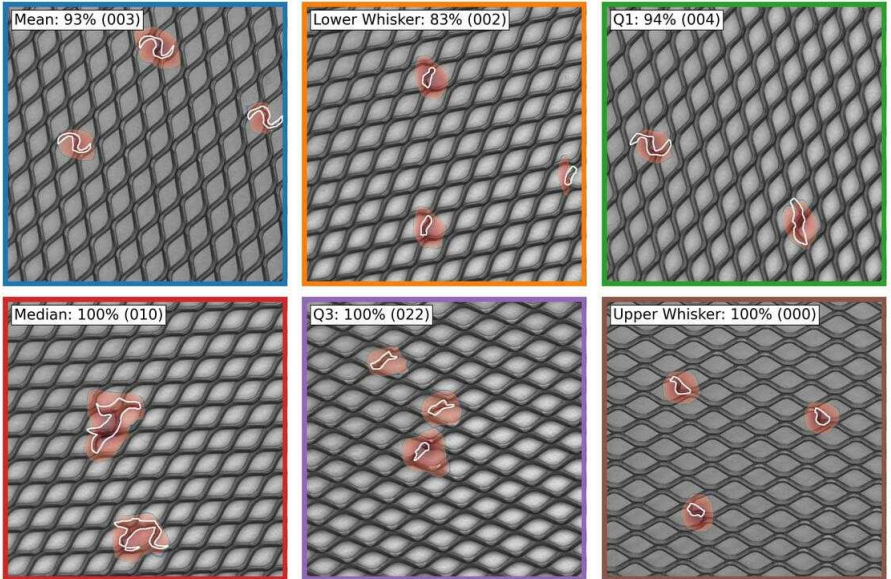 Mean: 93% (003)
Lower Whisker: 83% (002)
Q1: 94% (004)
Median: 100% (010)
Q3: 100% (022)
Upper Whisker: 100% (000)